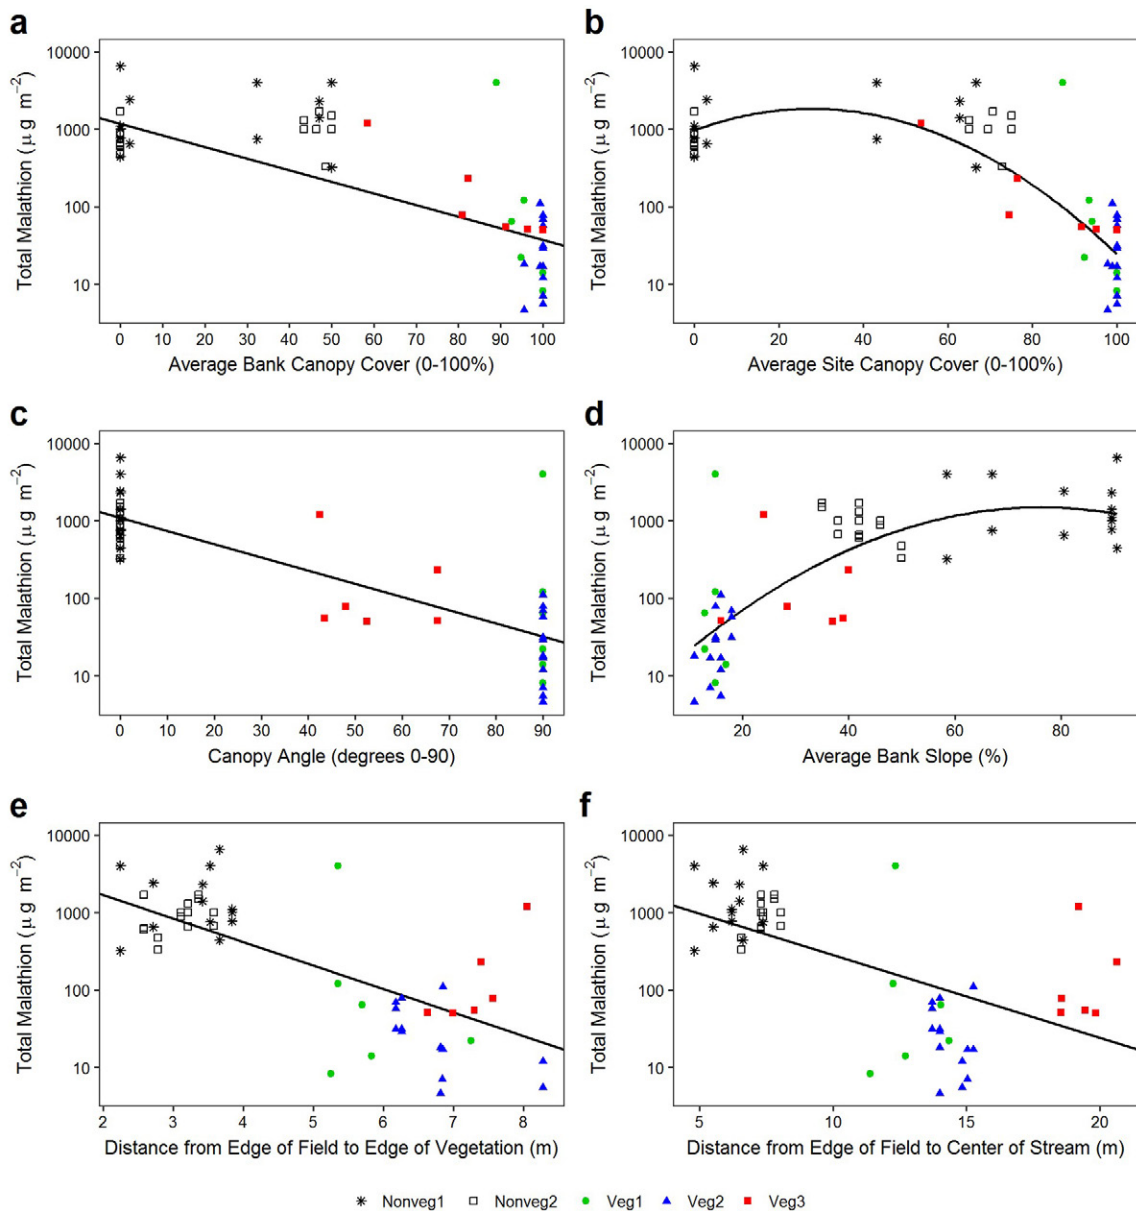 a
b
10000
1000
100
10
Total Malathion (μ g m⁻²)
0 10 20 30 40 50 60 70 80 90 100
Average Bank Canopy Cover (0-100%)
10000
1000
100
10
Total Malathion (μ g m⁻²)
0 20 40 60 80 100
Average Site Canopy Cover (0-100%)
c
d
10000
1000
100
10
Total Malathion (μ g m⁻²)
0 10 20 30 40 50 60 70 80 90
Canopy Angle (degrees 0-90)
10000
1000
100
10
Total Malathion (μ g m⁻²)
20 40 60 80
Average Bank Slope (%)
e
f
10000
1000
100
10
Total Malathion (μ g m⁻²)
2 3 4 5 6 7 8
Distance from Edge of Field to Edge of Vegetation (m)
10000
1000
100
10
Total Malathion (μ g m⁻²)
5 10 15 20
Distance from Edge of Field to Center of Stream (m)
Nonveg1 Nonveg2 Veg1 Veg2 Veg3